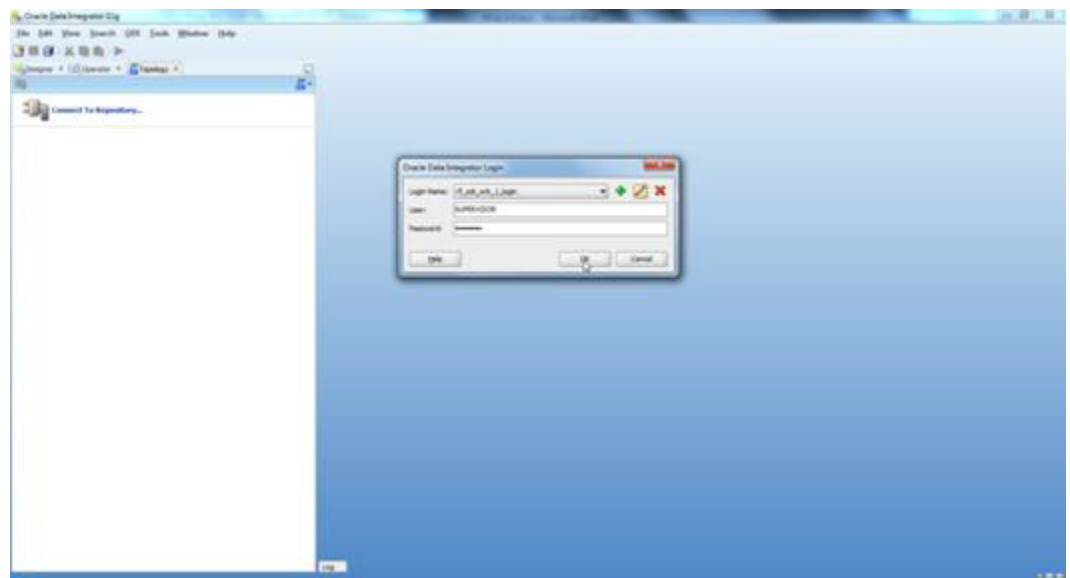 Oracle Data Integrator 11g
File Edit View Search ODI Tools Window Help
Designer Operator Topology
Connect To Repository...
Oracle Data Integrator Login
Login Name:
User: SUPERVISOR
Password:
Help OK Cancel
Log